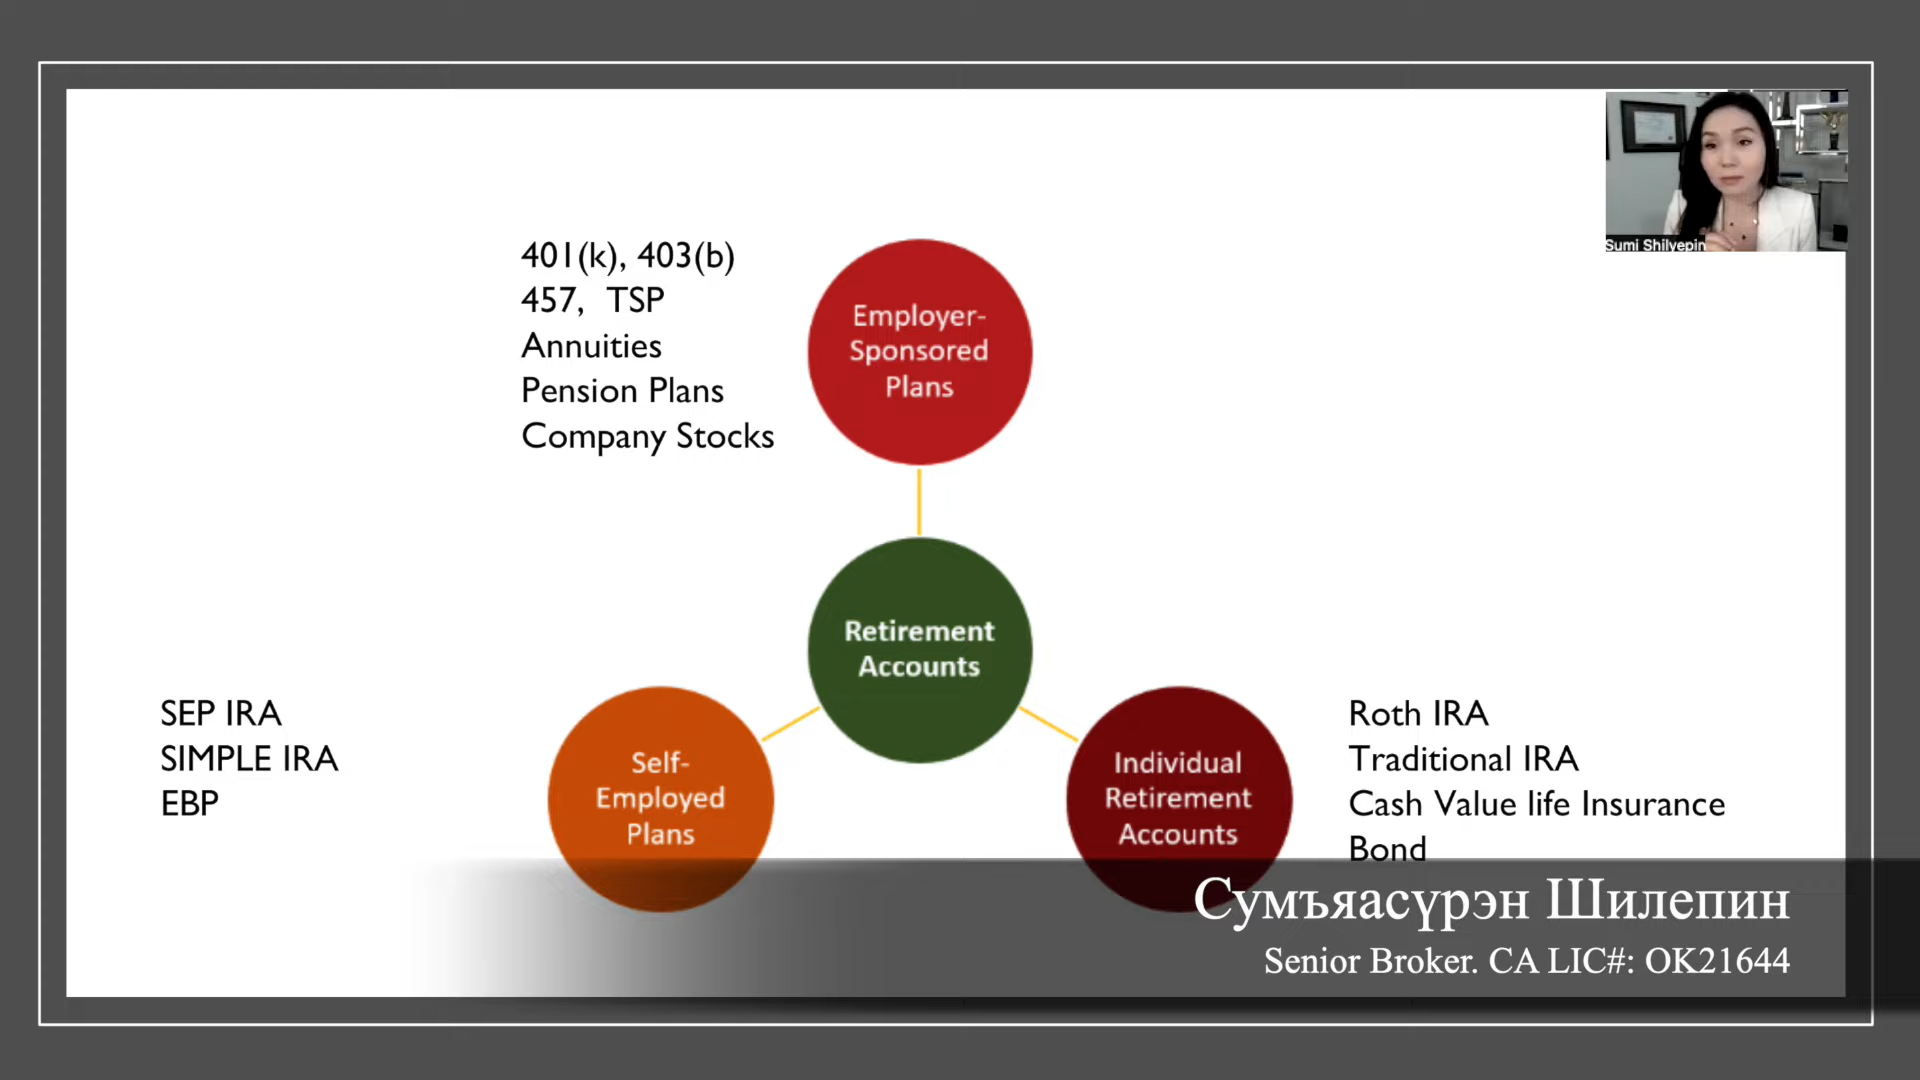 Sumi Shilyepin
401(k), 403(b)
457, TSP
Annuities
Pension Plans
Company Stocks
Employer-
Sponsored
Plans
Retirement
Accounts
SEP IRA
SIMPLE IRA
EBP
Self-
Employed
Plans
Individual
Retirement
Accounts
Roth IRA
Traditional IRA
Cash Value life Insurance
Bond
Сумъяасүрэн Шилепин
Senior Broker. CA LIC#: OK21644